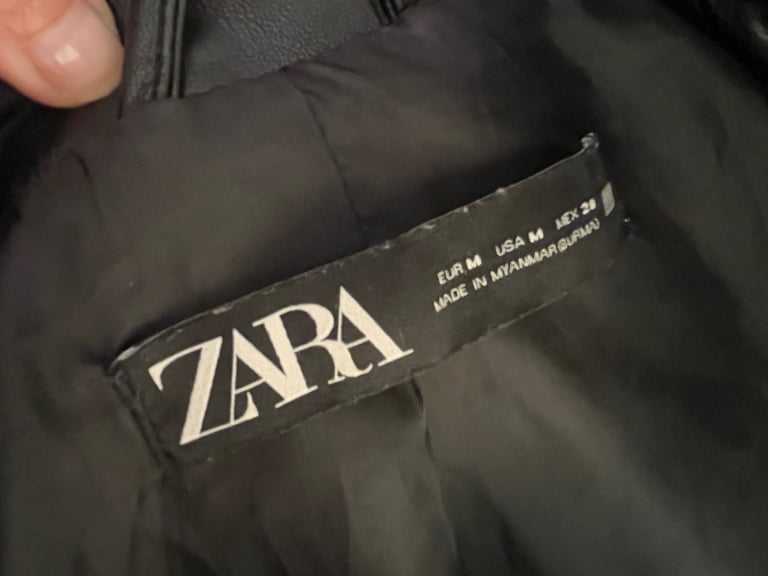 ZARA
EUR M USA M MEX 28
MADE IN MYANMAR (BURMA)